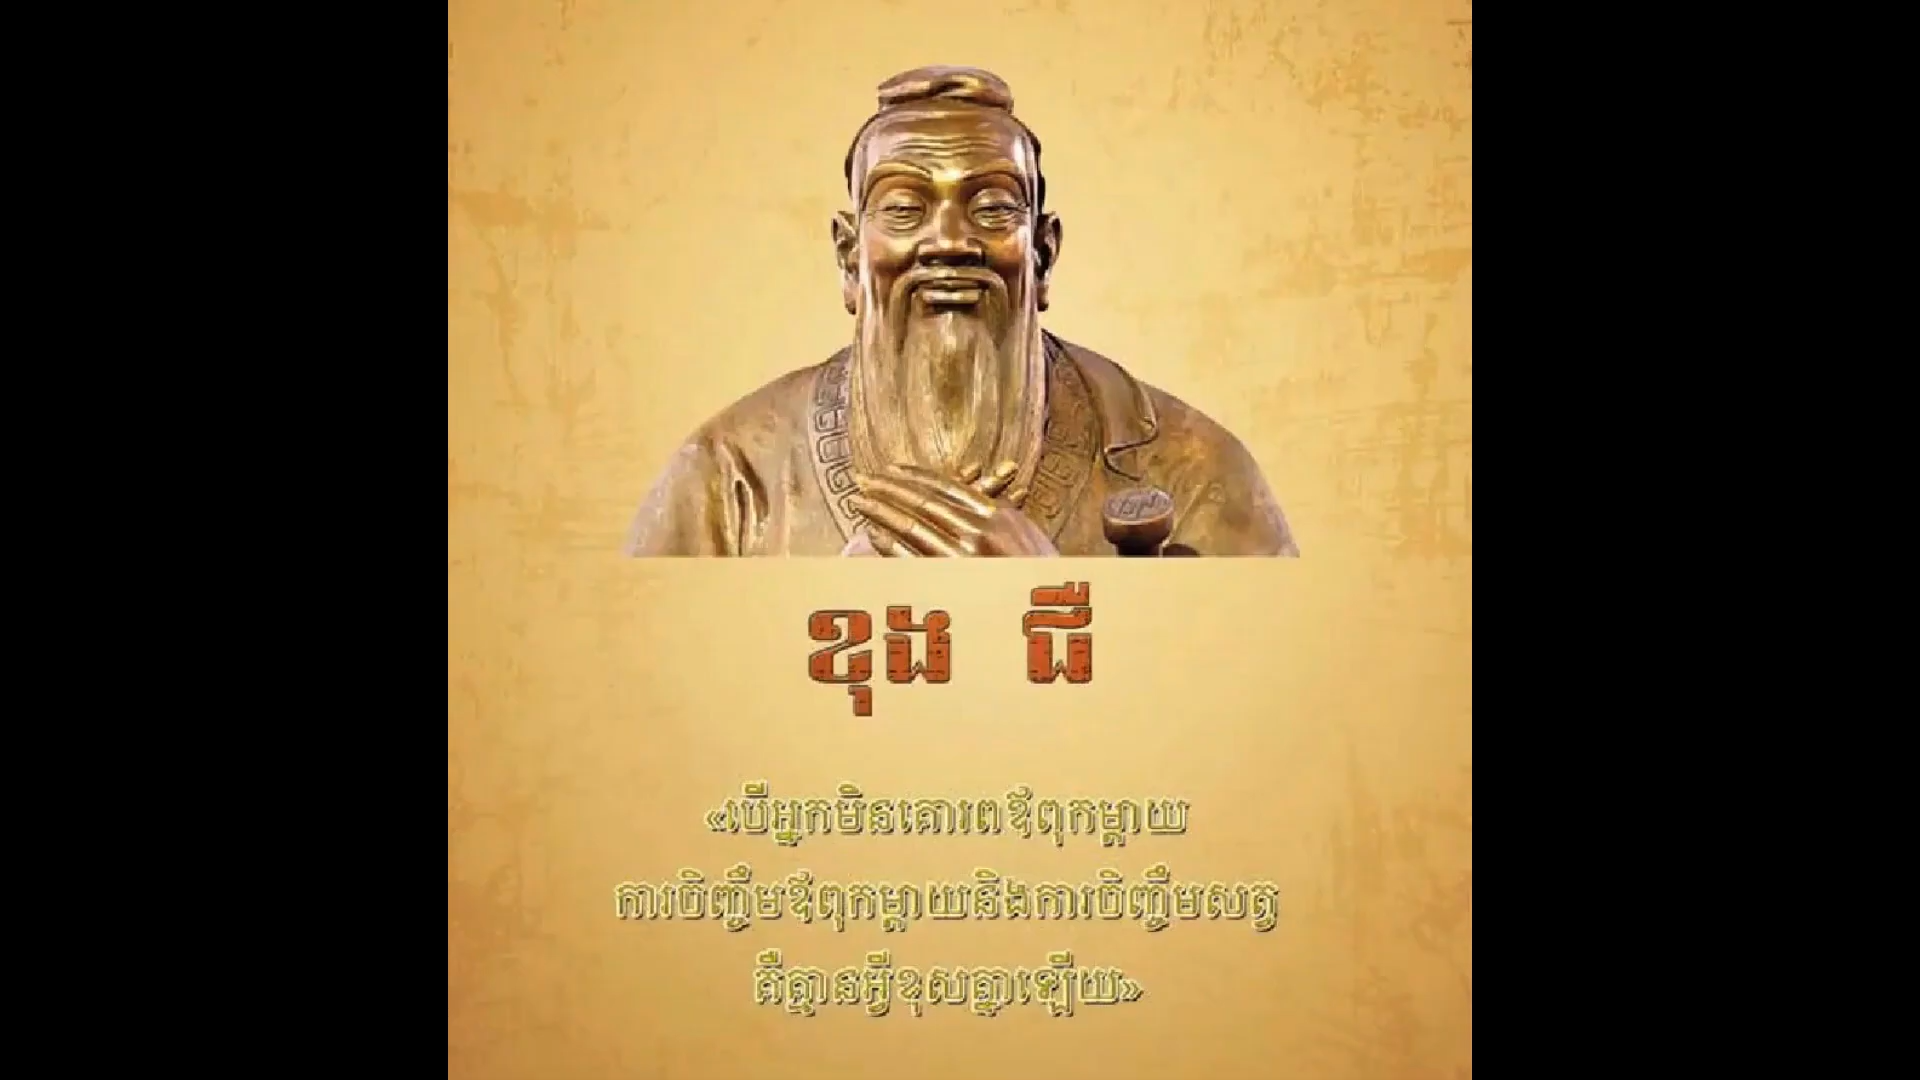 ខុង ជឺ
«បើអ្នកមិនគោរពឪពុកម្ដាយ
ការចិញ្ចឹមឪពុកម្ដាយនិងការចិញ្ចឹមសត្វ
គឺគ្មានអ្វីខុសគ្នាឡើយ»